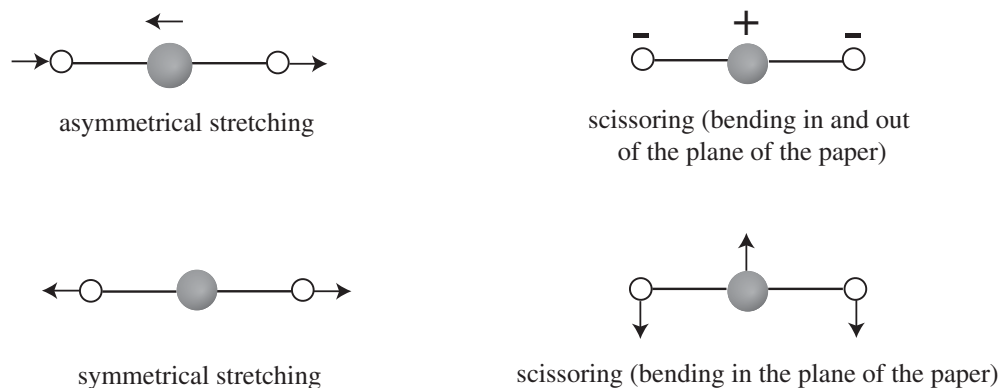 - + -
asymmetrical stretching
scissoring (bending in and out
of the plane of the paper)
symmetrical stretching
scissoring (bending in the plane of the paper)